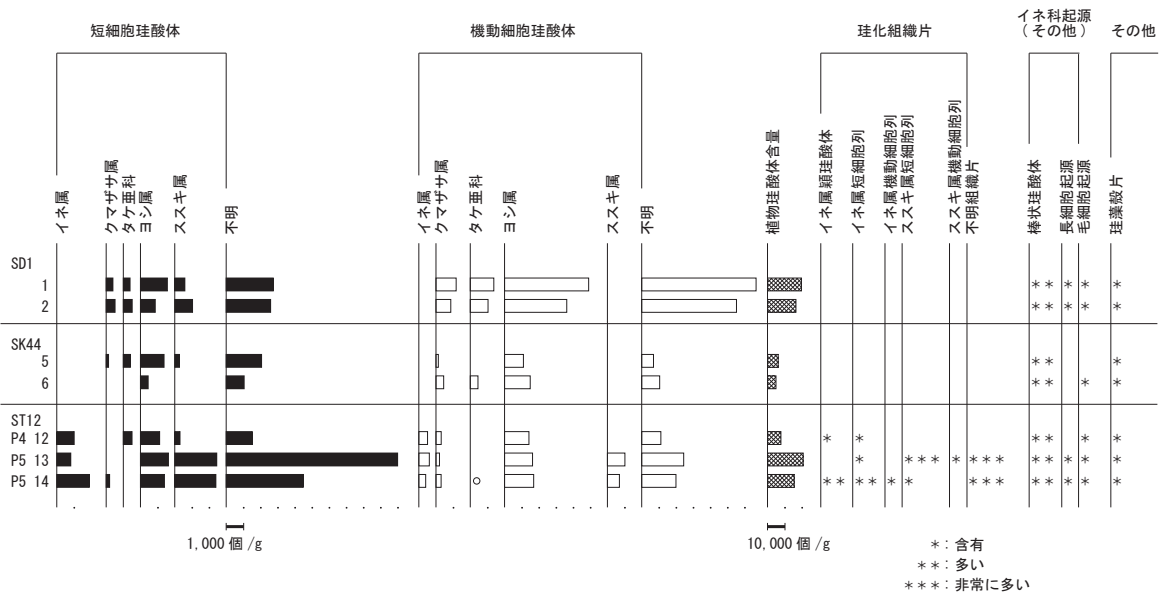 短細胞珪酸体 機動細胞珪酸体 珪化組織片 イネ科起源（その他） その他
イネ属
クマザサ属
タケ亜科
ヨシ属
ススキ属
不明
イネ属
クマザサ属
タケ亜科
ヨシ属
ススキ属
不明
植物珪酸体含量
イネ属穎珪酸体
イネ属短細胞列
イネ属機動細胞列
ススキ属短細胞列
ススキ属機動細胞列
不明組織片
棒状珪酸体
長細胞起源
毛細胞起源
珪藻殻片
SD1
1 ** * * *
2 ** * * *
SK44
5 ** *
6 ** * *
ST12
P4 12 * * ** * *
P5 13 * *** * *** ** * * *
P5 14 ** ** * * *** ** * * *
1,000 個 /g 10,000 個 /g
*：含有
**：多い
***：非常に多い